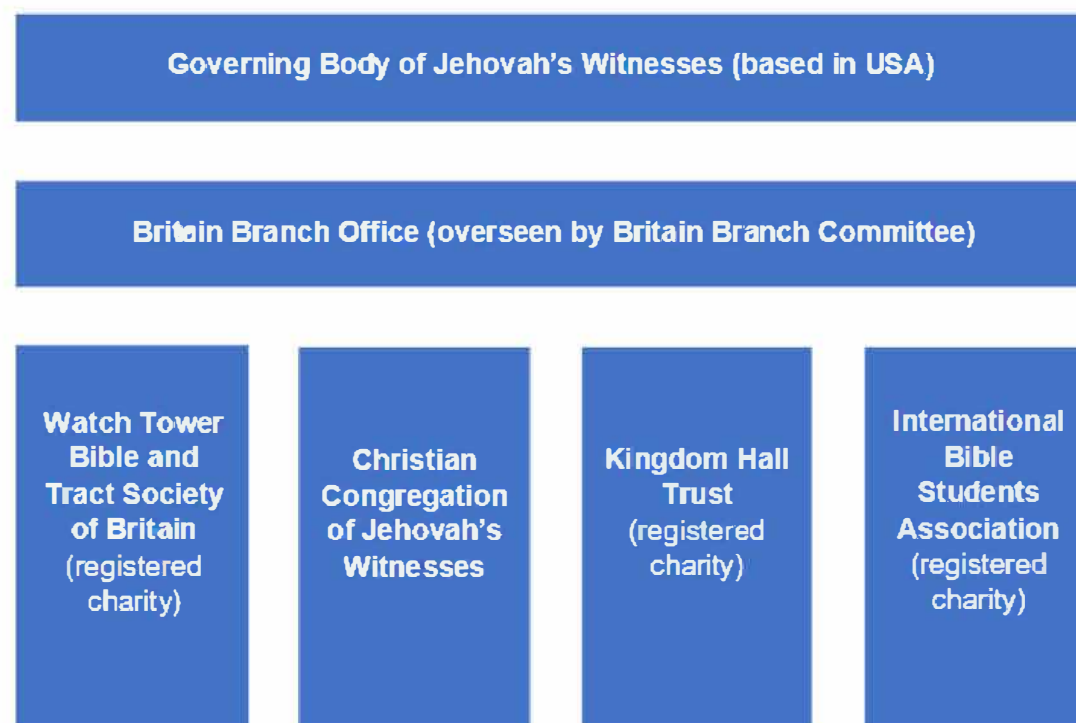 Governing Body of Jehovah's Witnesses (based in USA)
Britain Branch Office (overseen by Britain Branch Committee)
Watch Tower
Bible and
Tract Society
of Britain
(registered
charity)
Christian
Congregation
of Jehovah's
Witnesses
Kingdom Hall
Trust
(registered
charity)
International
Bible
Students
Association
(registered
charity)